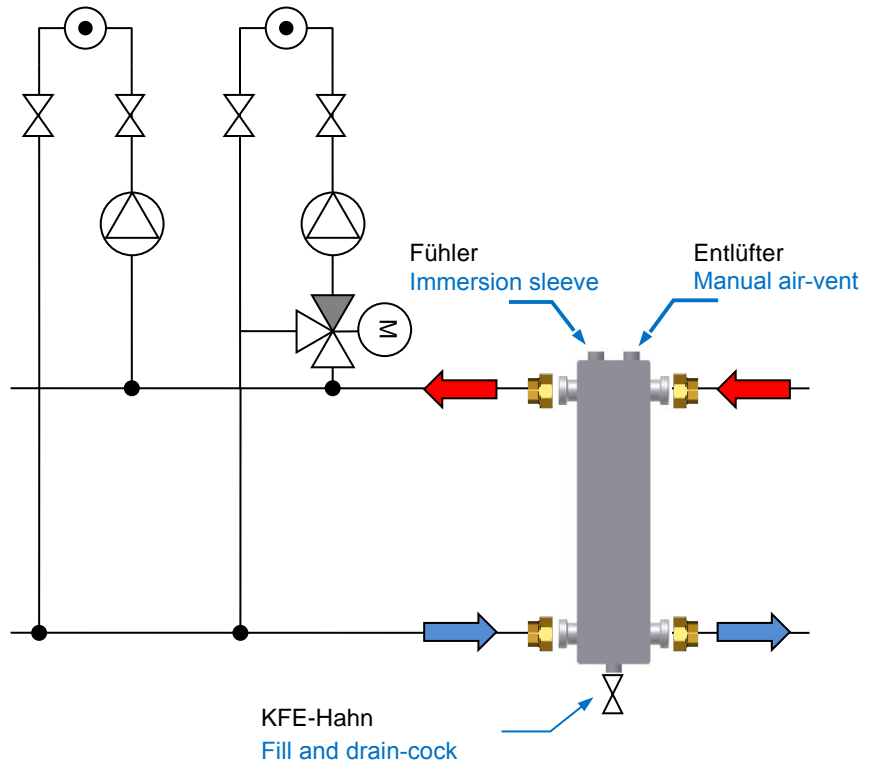 Fühler
Immersion sleeve
Entlüfter
Manual air-vent
M
KFE-Hahn
Fill and drain-cock